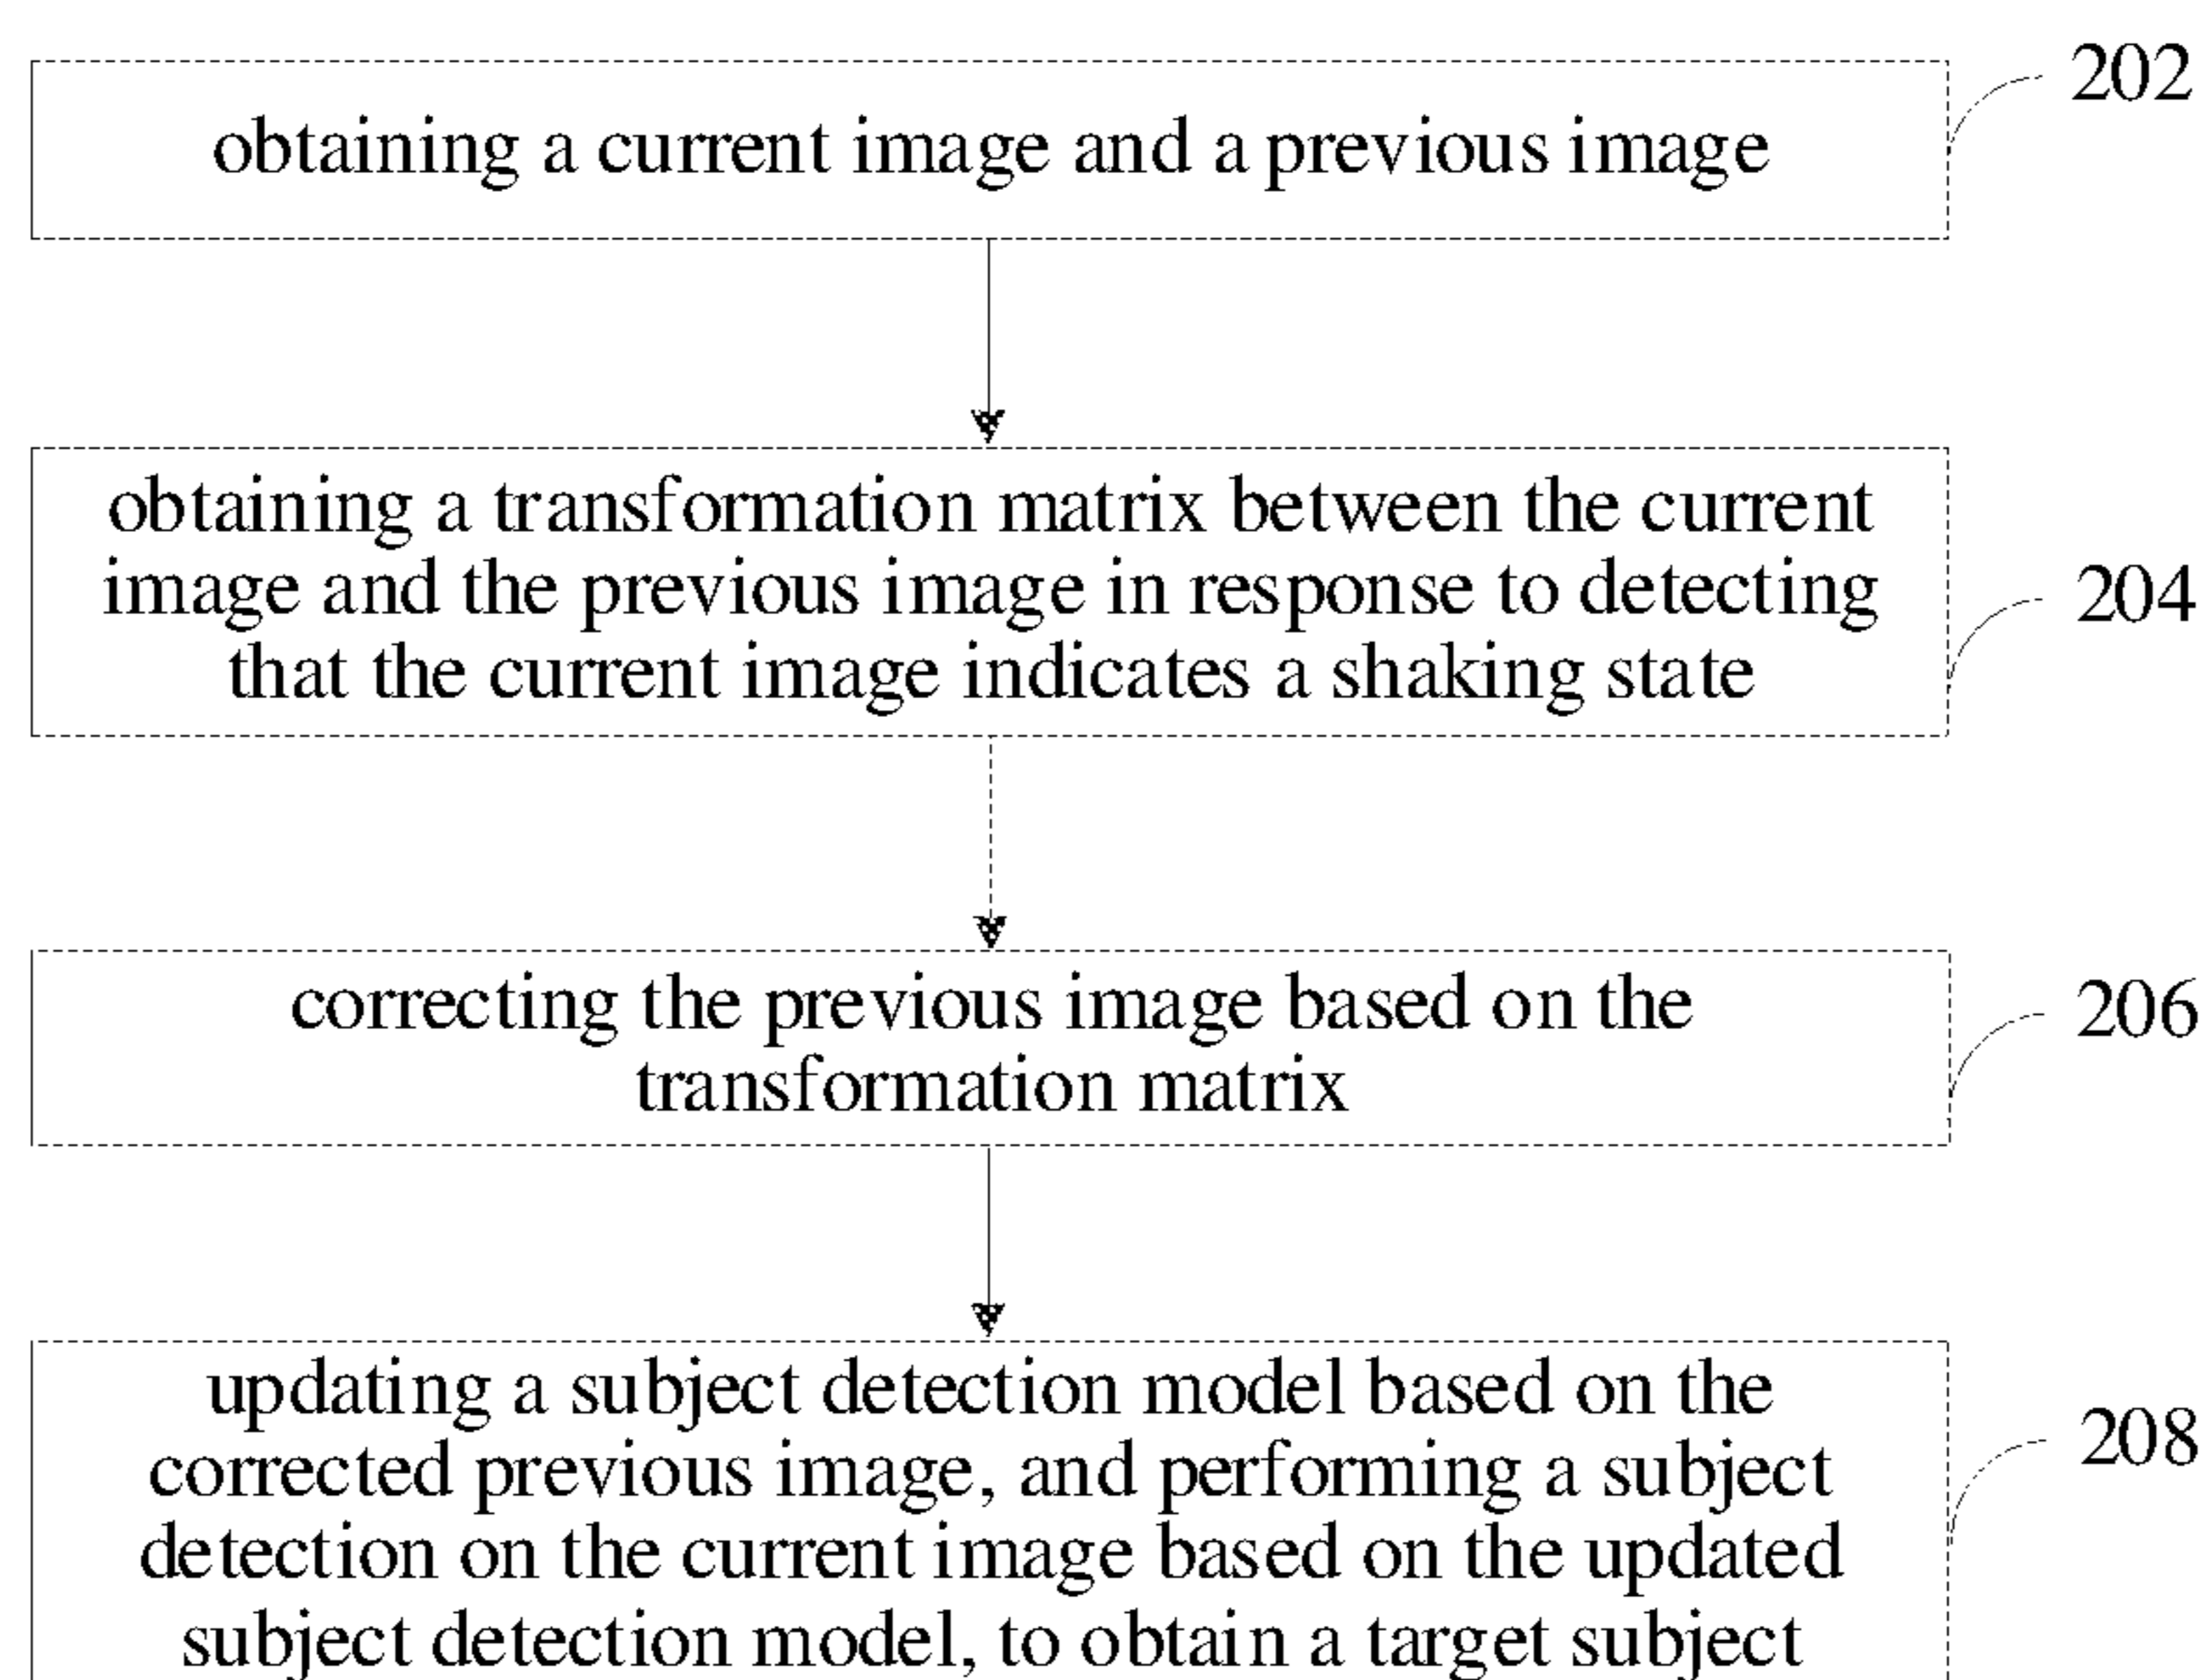 202
obtaining a current image and a previous image
obtaining a transformation matrix between the current
image and the previous image in response to detecting
that the current image indicates a shaking state
204
correcting the previous image based on the
transformation matrix
206
updating a subject detection model based on the
corrected previous image, and performing a subject
detection on the current image based on the updated
subject detection model, to obtain a target subject
208